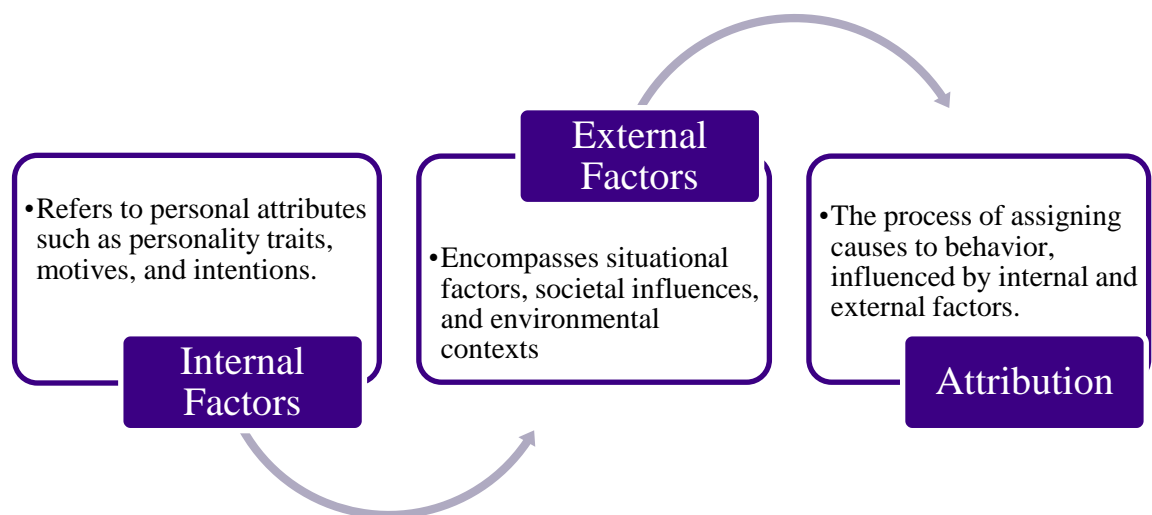 •Refers to personal attributes
such as personality traits,
motives, and intentions.
Internal
Factors
External
Factors
•Encompasses situational
factors, societal influences,
and environmental
contexts
•The process of assigning
causes to behavior,
influenced by internal and
external factors.
Attribution